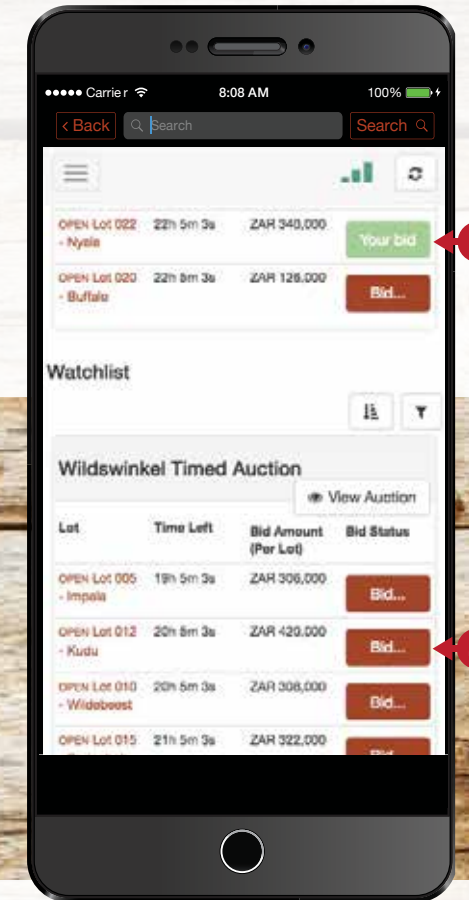 Carrier 8:08 AM 100%
< Back Search Search
OPEN Lot 022 22h 5m 3s ZAR 340,000 Your bid
- Nyala
OPEN Lot 020 22h 5m 3s ZAR 126,000 Bid...
- Buffalo
Watchlist
Wildswinkel Timed Auction
View Auction
Lot Time Left Bid Amount Bid Status
(Per Lot)
OPEN Lot 005 19h 5m 3s ZAR 306,000 Bid...
- Impala
OPEN Lot 012 20h 5m 3s ZAR 420,000 Bid...
- Kudu
OPEN Lot 010 20h 5m 3s ZAR 308,000 Bid...
- Wildebeest
OPEN Lot 015 21h 5m 3s ZAR 322,000